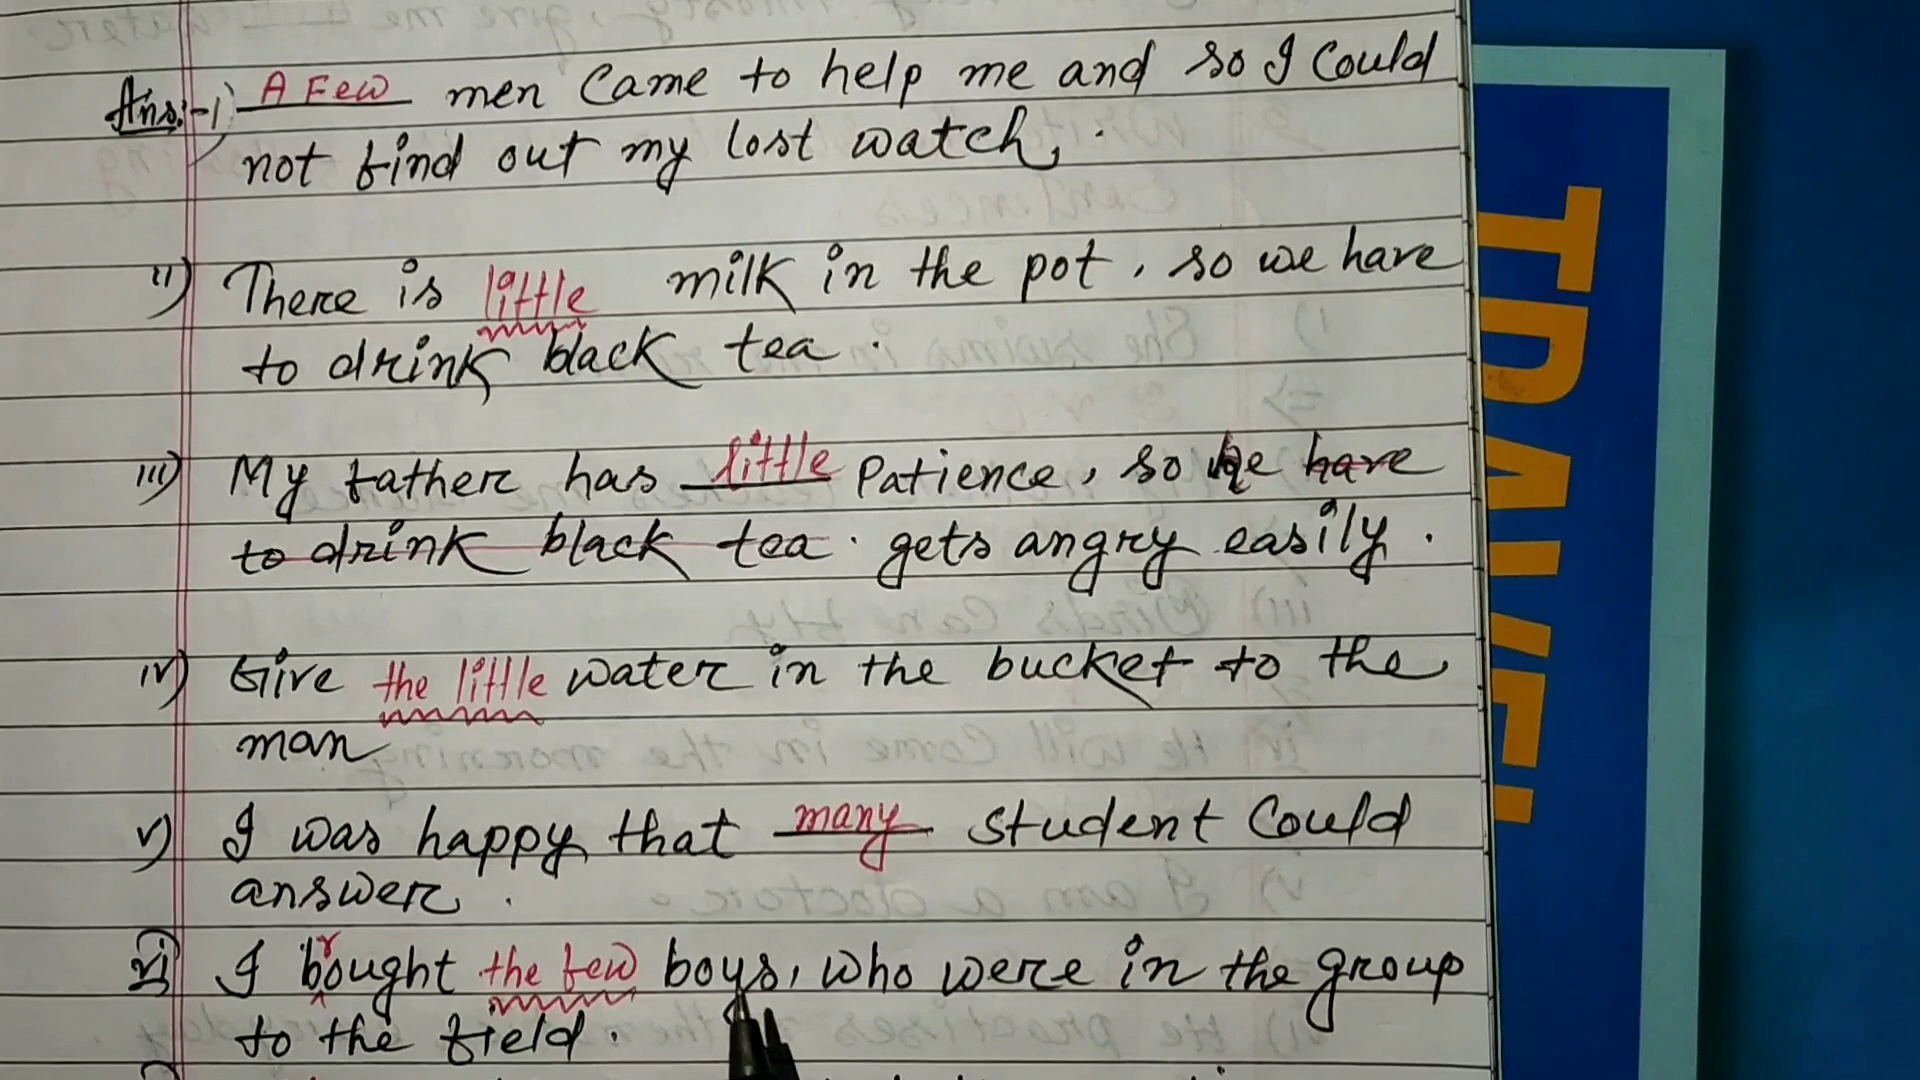 Ans:-i) A Few men Came to help me and so I Could
not find out my lost watch.
ii) There is little milk in the pot, so we have
to drink black tea.
iii) My father has little Patience, so he have
to drink black tea. gets angry easily.
iv) Give the little water in the bucket to the
man
v) I was happy that many student Could
answer.
vi) I brought the few boys, who were in the group
to the field.
TRAVEL